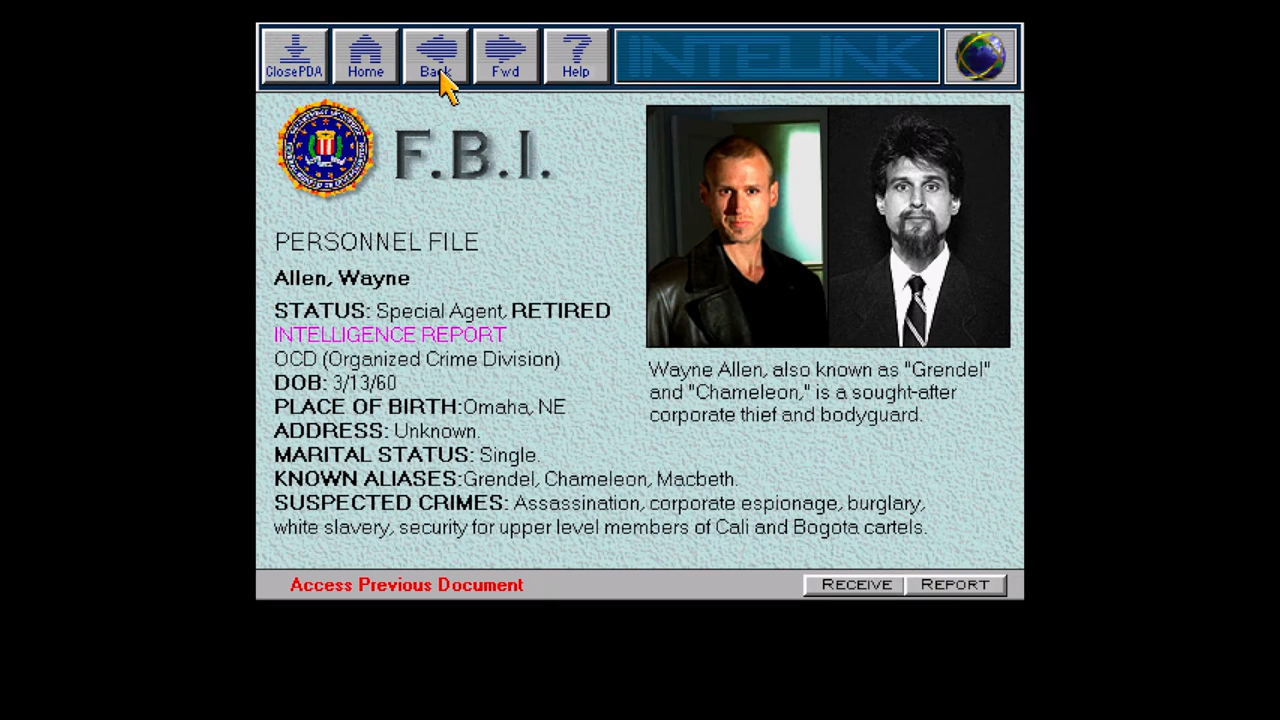 ClosePDA Home Back Fwd Help INTELINK
F.B.I.
PERSONNEL FILE
Allen, Wayne
STATUS: Special Agent, RETIRED
INTELLIGENCE REPORT
OCD (Organized Crime Division)
DOB: 3/13/60
PLACE OF BIRTH:Omaha, NE
ADDRESS: Unknown.
MARITAL STATUS: Single.
KNOWN ALIASES:Grendel, Chameleon, Macbeth.
SUSPECTED CRIMES: Assassination, corporate espionage, burglary,
white slavery, security for upper level members of Cali and Bogota cartels.
Wayne Allen, also known as "Grendel"
and "Chameleon," is a sought-after
corporate thief and bodyguard.
Access Previous Document
RECEIVE REPORT